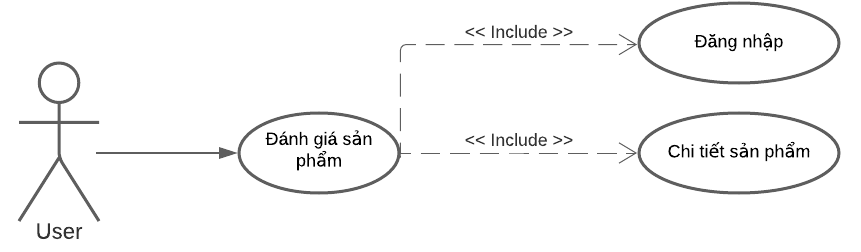 << Include >>
Đăng nhập
Đánh giá sản
phẩm
<< Include >>
Chi tiết sản phẩm
User